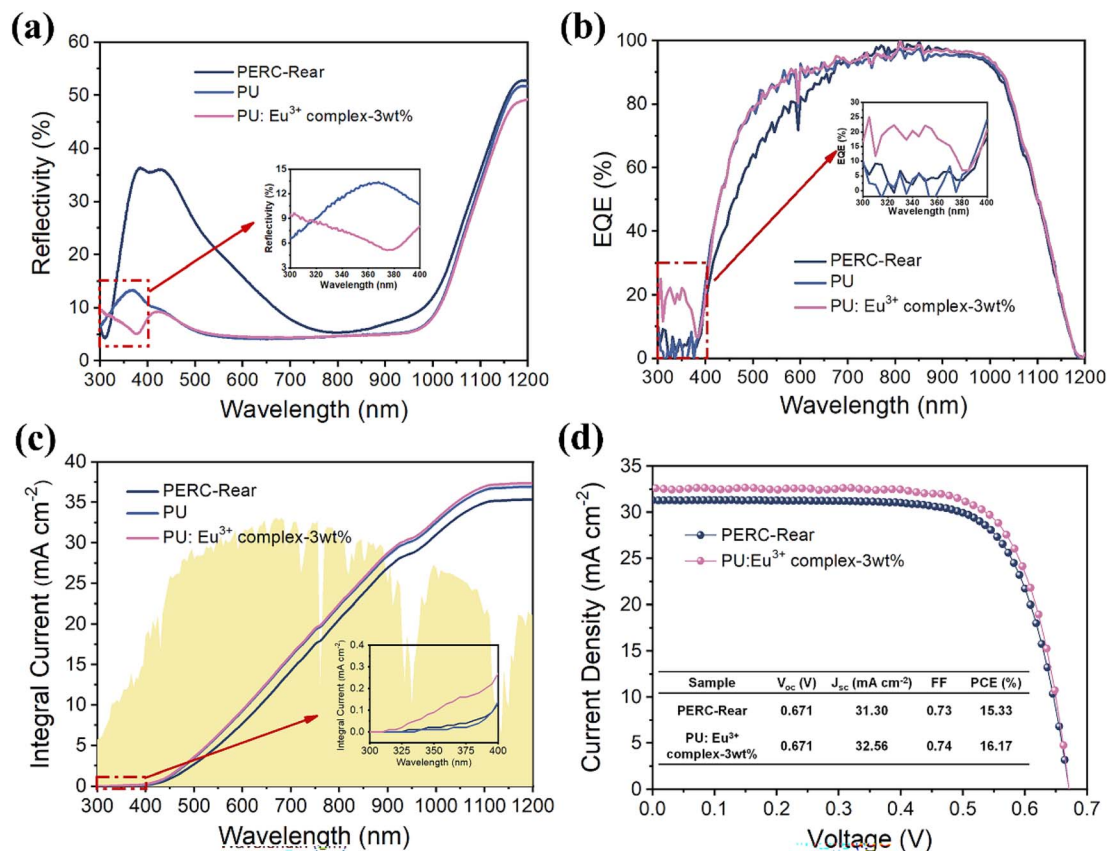 (a)
Reflectivity (%)
60
50
40
30
20
10
0
PERC-Rear
PU
PU: Eu³⁺ complex-3wt%
Reflectivity (%)
15
12
9
6
3
300 320 340 360 380 400
Wavelength (nm)
300 400 500 600 700 800 900 1000 1100 1200
Wavelength (nm)
(b)
EQE (%)
100
80
60
40
20
0
EQE (%)
30
25
20
15
10
5
0
300 320 340 360 380 400
Wavelength (nm)
PERC-Rear
PU
PU: Eu³⁺ complex-3wt%
300 400 500 600 700 800 900 1000 1100 1200
Wavelength (nm)
(c)
Integral Current (mA cm⁻²)
40
35
30
25
20
15
10
5
0
PERC-Rear
PU
PU: Eu³⁺ complex-3wt%
Integral Current (mA cm⁻²)
0.4
0.3
0.2
0.1
0.0
300 325 350 375 400
Wavelength (nm)
300 400 500 600 700 800 900 1000 1100 1200
Wavelength (nm)
(d)
Current Density (mA cm⁻²)
35
30
25
20
15
10
5
0
PERC-Rear
PU:Eu³⁺ complex-3wt%
Sample Voc (V) Jsc (mA cm⁻²) FF PCE (%)
PERC-Rear 0.671 31.30 0.73 15.33
PU: Eu³⁺ complex-3wt% 0.671 32.56 0.74 16.17
0.0 0.1 0.2 0.3 0.4 0.5 0.6 0.7
Voltage (V)